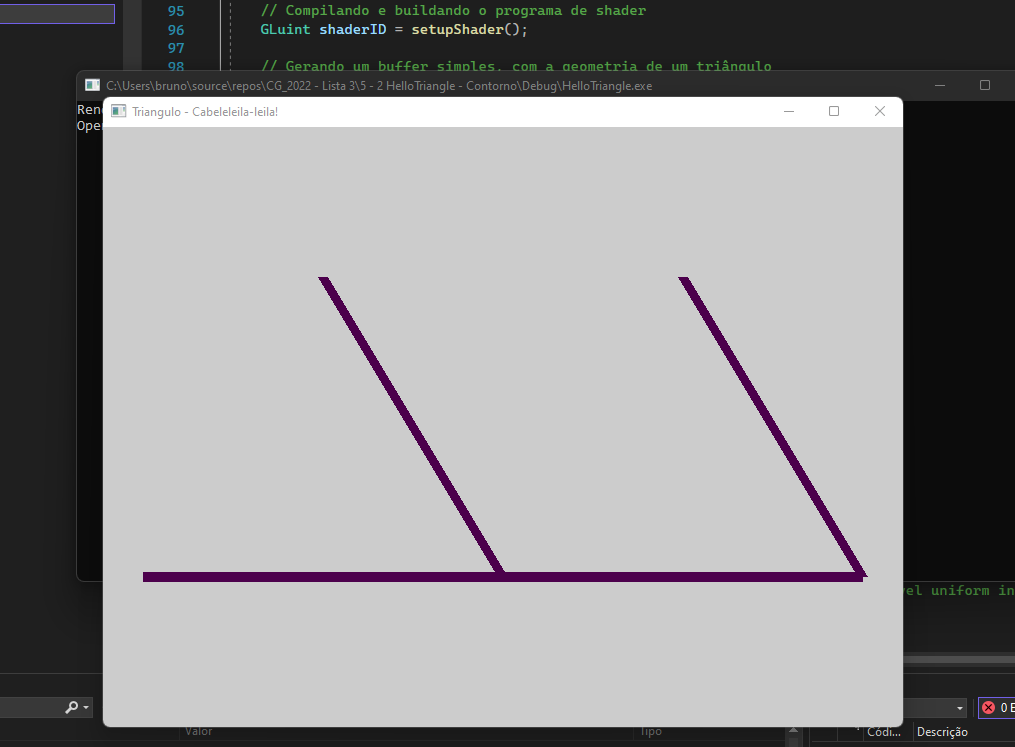 95 // Compilando e buildando o programa de shader
96 GLuint shaderID = setupShader();
97
98 // Gerando um buffer simples, com a geometria de um triângulo
C:\Users\bruno\source\repos\CG_2022 - Lista 3\5 - 2 HelloTriangle - Contorno\Debug\HelloTriangle.exe
Ren
Triangulo - Cabeleleila-leila!
Oper
vel uniform in
0 E
Valor Tipo Códi... Descrição